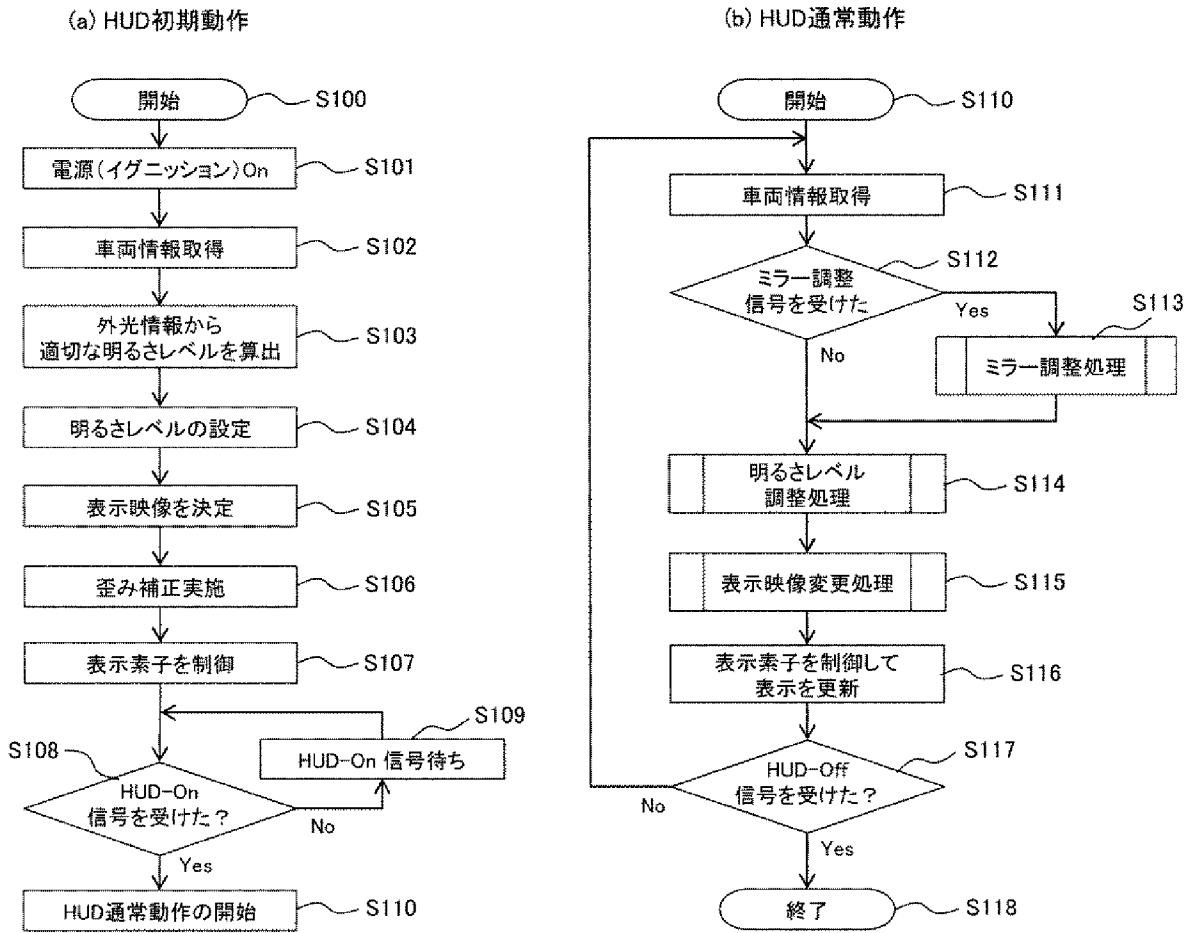 (a) HUD初期動作
開始
S100
電源(イグニッション)On
S101
車両情報取得
S102
外光情報から
適切な明るさレベルを算出
S103
明るさレベルの設定
S104
表示映像を決定
S105
歪み補正実施
S106
表示素子を制御
S107
S109
HUD-On 信号待ち
S108
HUD-On
信号を受けた?
No
Yes
HUD通常動作の開始
S110
(b) HUD通常動作
開始
S110
車両情報取得
S111
ミラー調整
信号を受けた
S112
Yes
No
S113
ミラー調整処理
明るさレベル
調整処理
S114
表示映像変更処理
S115
表示素子を制御して
表示を更新
S116
HUD-Off
信号を受けた?
S117
No
Yes
終了
S118